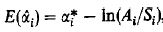 E(α̂ᵢ) = αᵢ* − ln(Aᵢ/Sᵢ),